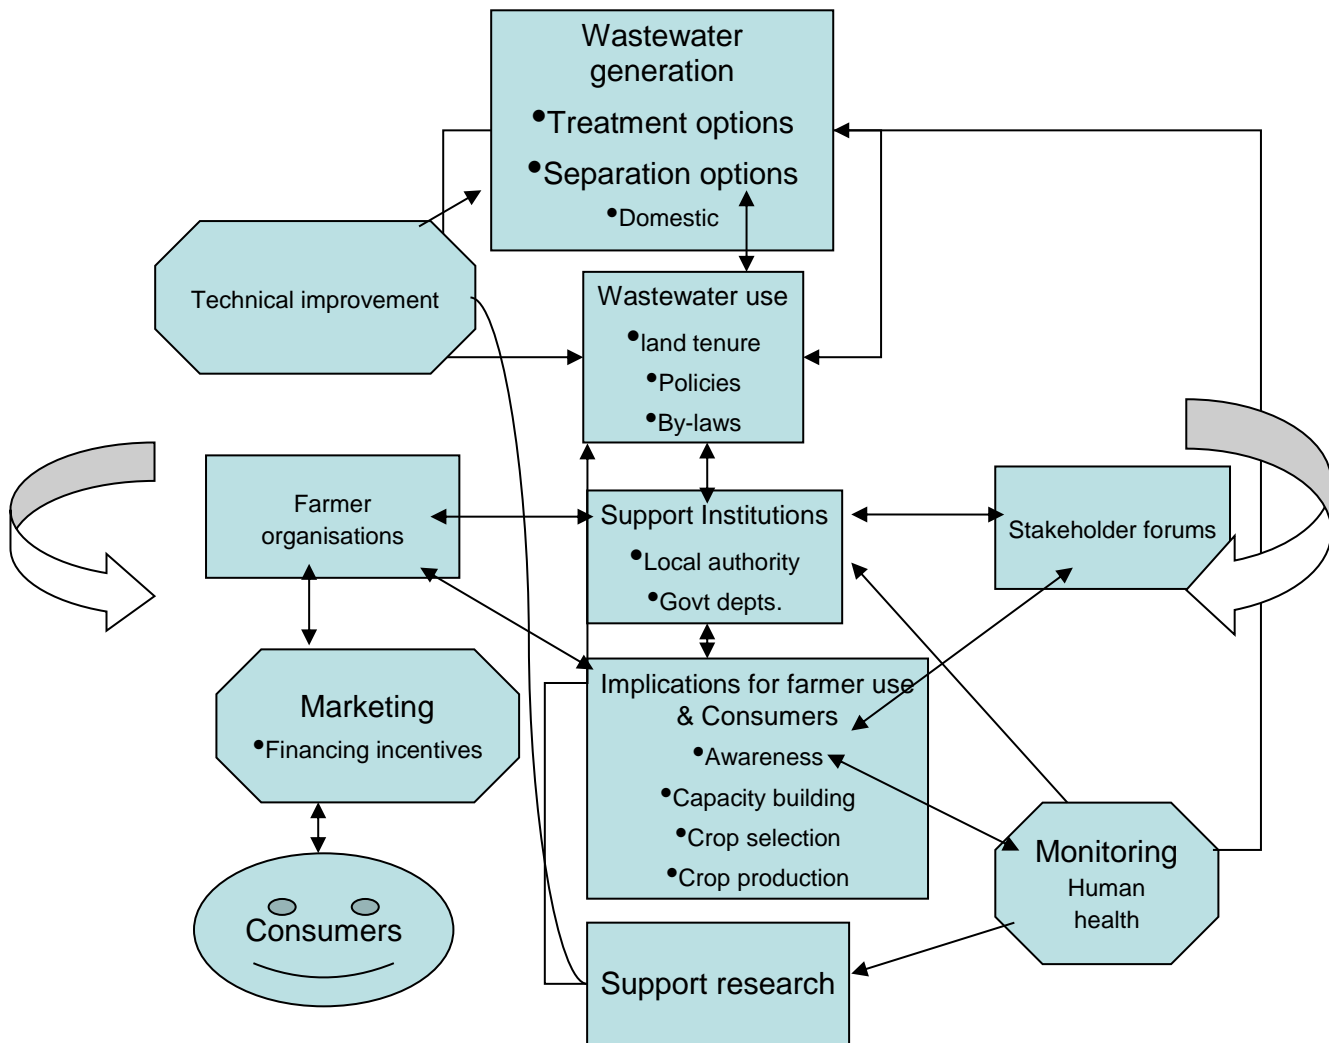 Wastewater
generation
•Treatment options
•Separation options
•Domestic
Technical improvement
Wastewater use
•land tenure
•Policies
•By-laws
Farmer
organisations
Support Institutions
•Local authority
•Govt depts.
Stakeholder forums
Marketing
•Financing incentives
Implications for farmer use
& Consumers
•Awareness
•Capacity building
•Crop selection
•Crop production
Monitoring
Human
health
Consumers
Support research